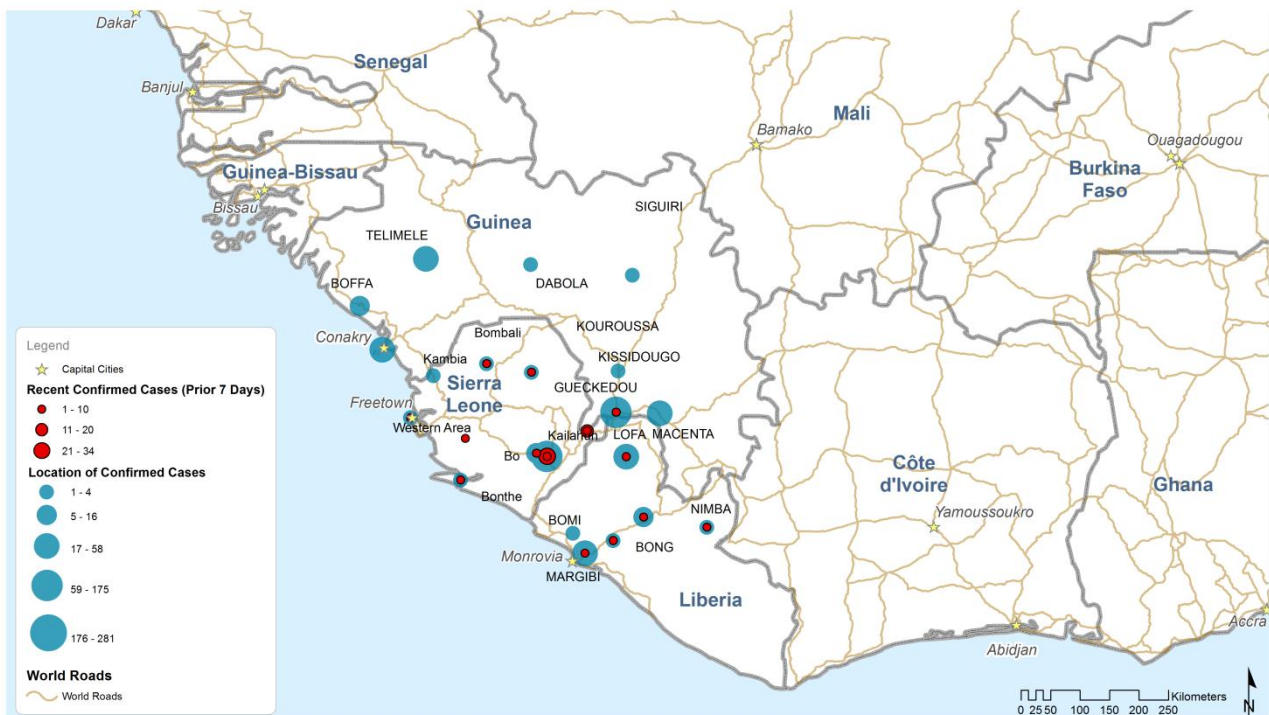 Dakar
Senegal
Banjul
Mali
Bamako
Ouagadougou
Guinea-Bissau
Burkina
Faso
Bissau
SIGUIRI
Guinea
TELIMELE
DABOLA
BOFFA
KOUROUSSA
Conakry
Bombali
KISSIDOUGO
Kambia
Sierra
Leone
GUECKEDOU
Freetown
Western Area
Kailahun
LOFA
MACENTA
Bo
Côte
d'Ivoire
Ghana
Bonthe
NIMBA
Yamoussoukro
BOMI
BONG
Monrovia
MARGIBI
Liberia
Accra
Abidjan
Legend
Capital Cities
Recent Confirmed Cases (Prior 7 Days)
1 - 10
11 - 20
21 - 34
Location of Confirmed Cases
1 - 4
5 - 16
17 - 58
59 - 175
176 - 281
World Roads
World Roads
Kilometers
0 25 50 100 150 200 250
N